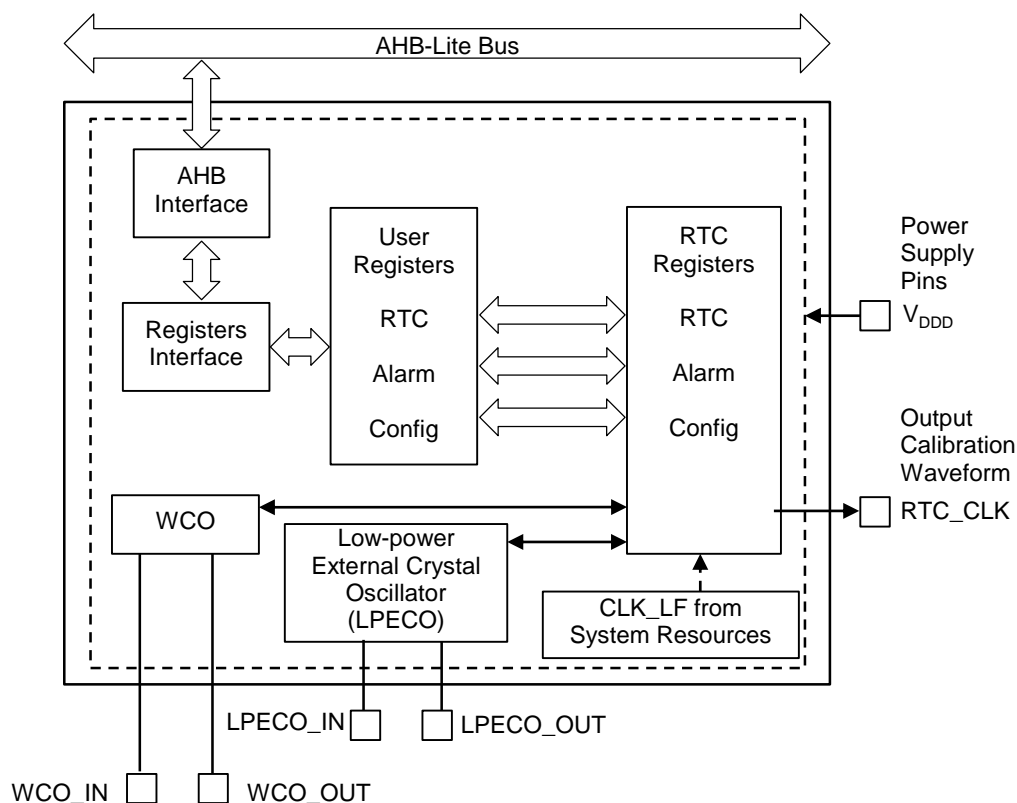 AHB-Lite Bus
AHB
Interface
Registers
Interface
User
Registers
RTC
Alarm
Config
RTC
Registers
RTC
Alarm
Config
Power
Supply
Pins
VDDD
Output
Calibration
Waveform
RTC_CLK
WCO
Low-power
External Crystal
Oscillator
(LPECO)
CLK_LF from
System Resources
LPECO_IN
LPECO_OUT
WCO_IN
WCO_OUT